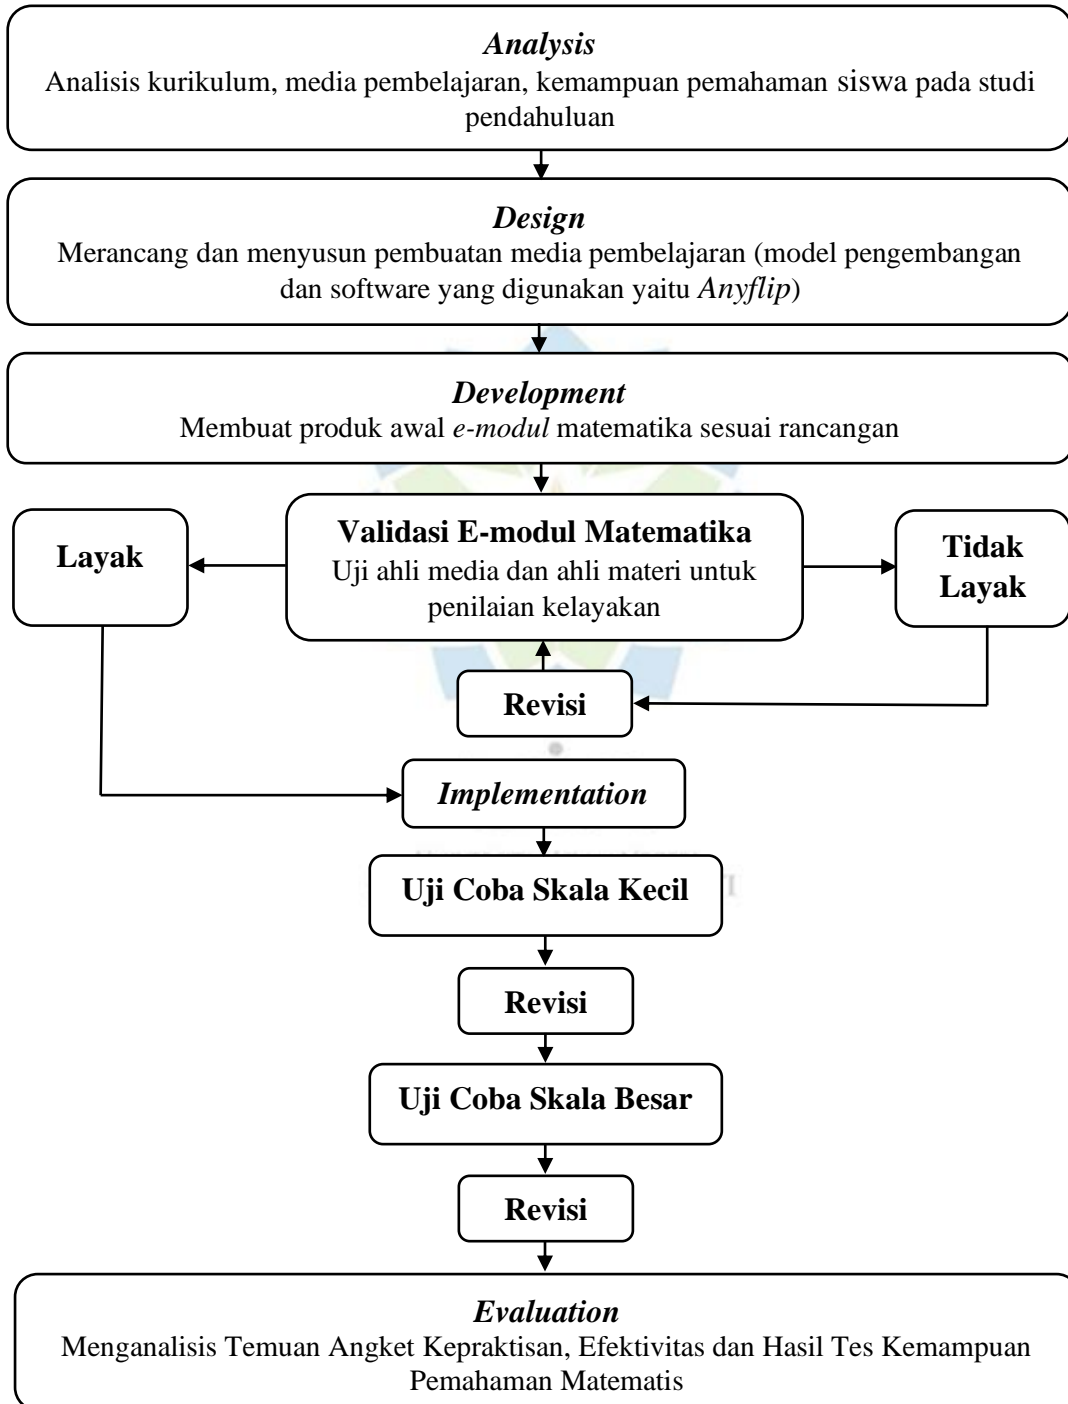 Analysis
Analisis kurikulum, media pembelajaran, kemampuan pemahaman siswa pada studi
pendahuluan
Design
Merancang dan menyusun pembuatan media pembelajaran (model pengembangan
dan software yang digunakan yaitu Anyflip)
Development
Membuat produk awal e-modul matematika sesuai rancangan
Layak
Validasi E-modul Matematika
Uji ahli media dan ahli materi untuk
penilaian kelayakan
Tidak
Layak
Revisi
Implementation
Uji Coba Skala Kecil
Revisi
Uji Coba Skala Besar
Revisi
Evaluation
Menganalisis Temuan Angket Kepraktisan, Efektivitas dan Hasil Tes Kemampuan
Pemahaman Matematis